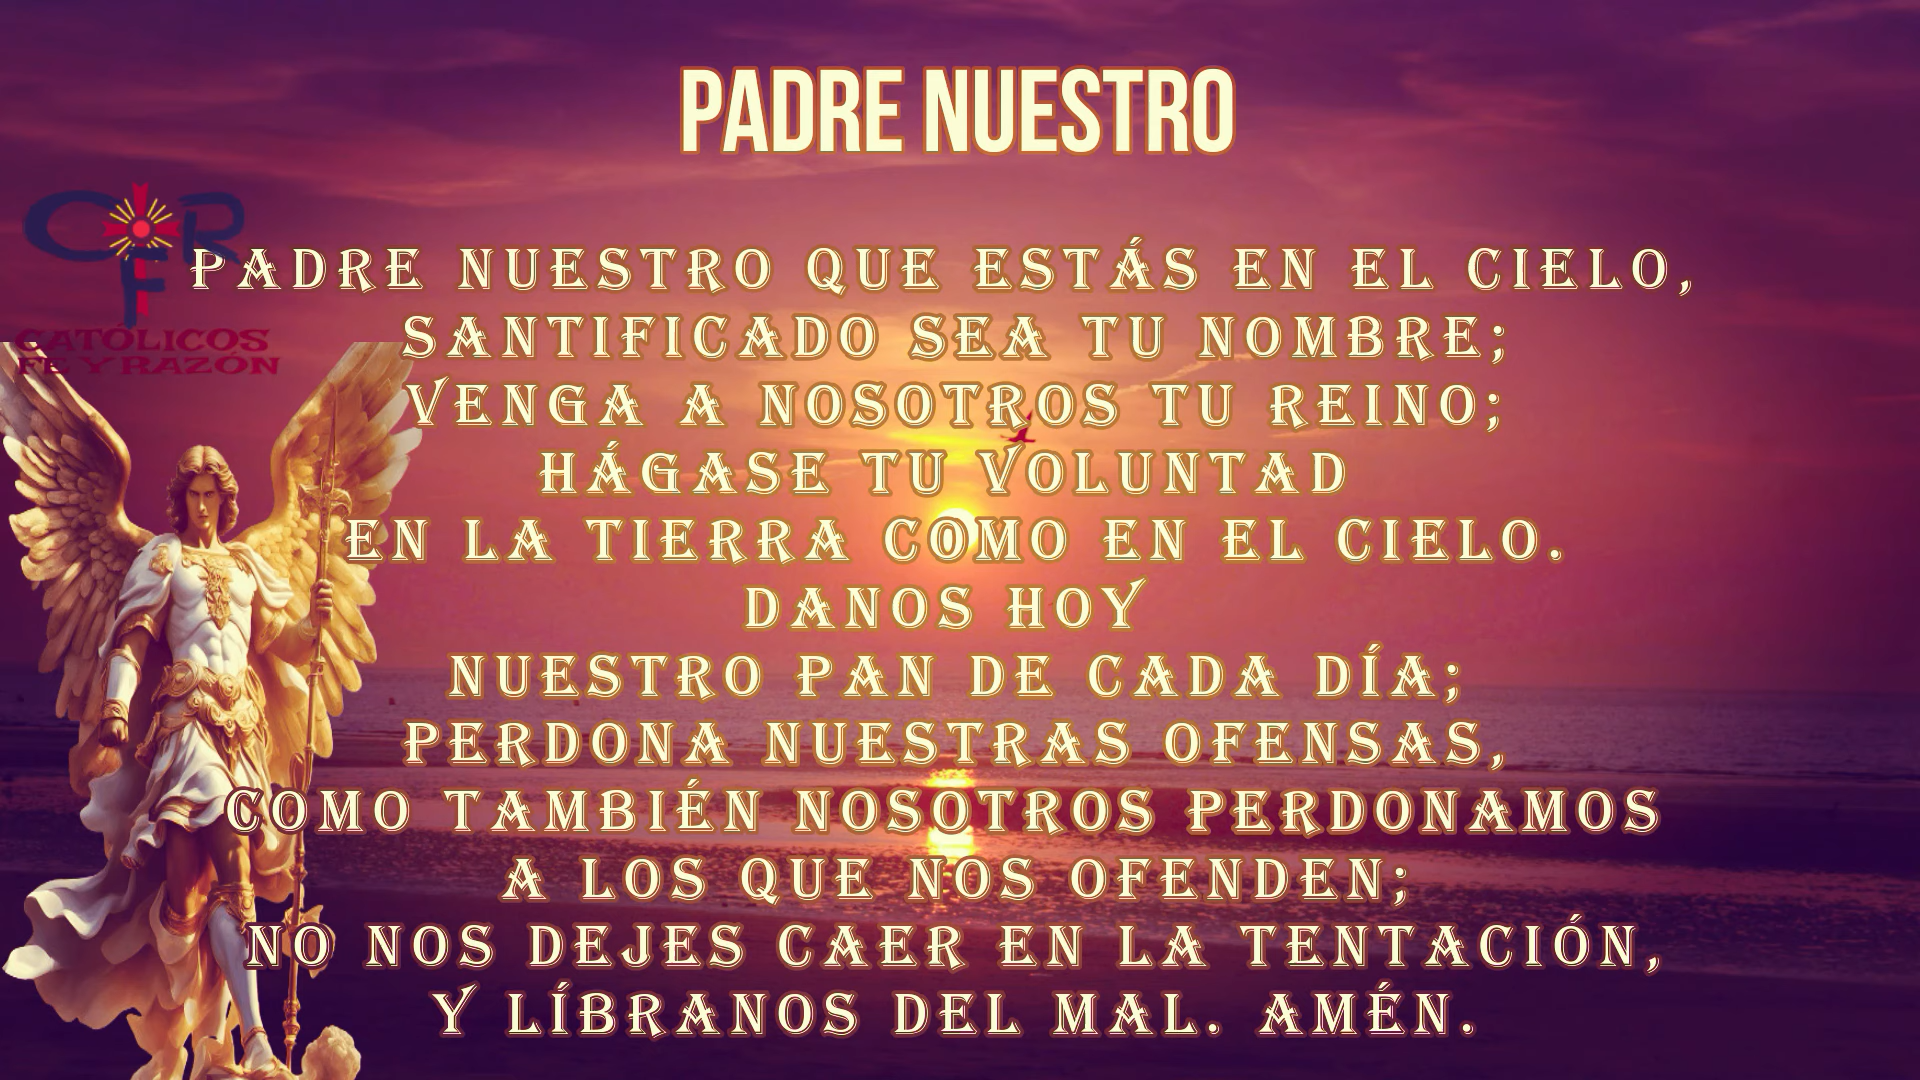 PADRE NUESTRO
CFR
CATÓLICOS
FE Y RAZÓN
PADRE NUESTRO QUE ESTÁS EN EL CIELO,
SANTIFICADO SEA TU NOMBRE;
VENGA A NOSOTROS TU REINO;
HÁGASE TU VOLUNTAD
EN LA TIERRA COMO EN EL CIELO.
DANOS HOY
NUESTRO PAN DE CADA DÍA;
PERDONA NUESTRAS OFENSAS,
COMO TAMBIÉN NOSOTROS PERDONAMOS
A LOS QUE NOS OFENDEN;
NO NOS DEJES CAER EN LA TENTACIÓN,
Y LÍBRANOS DEL MAL. AMÉN.